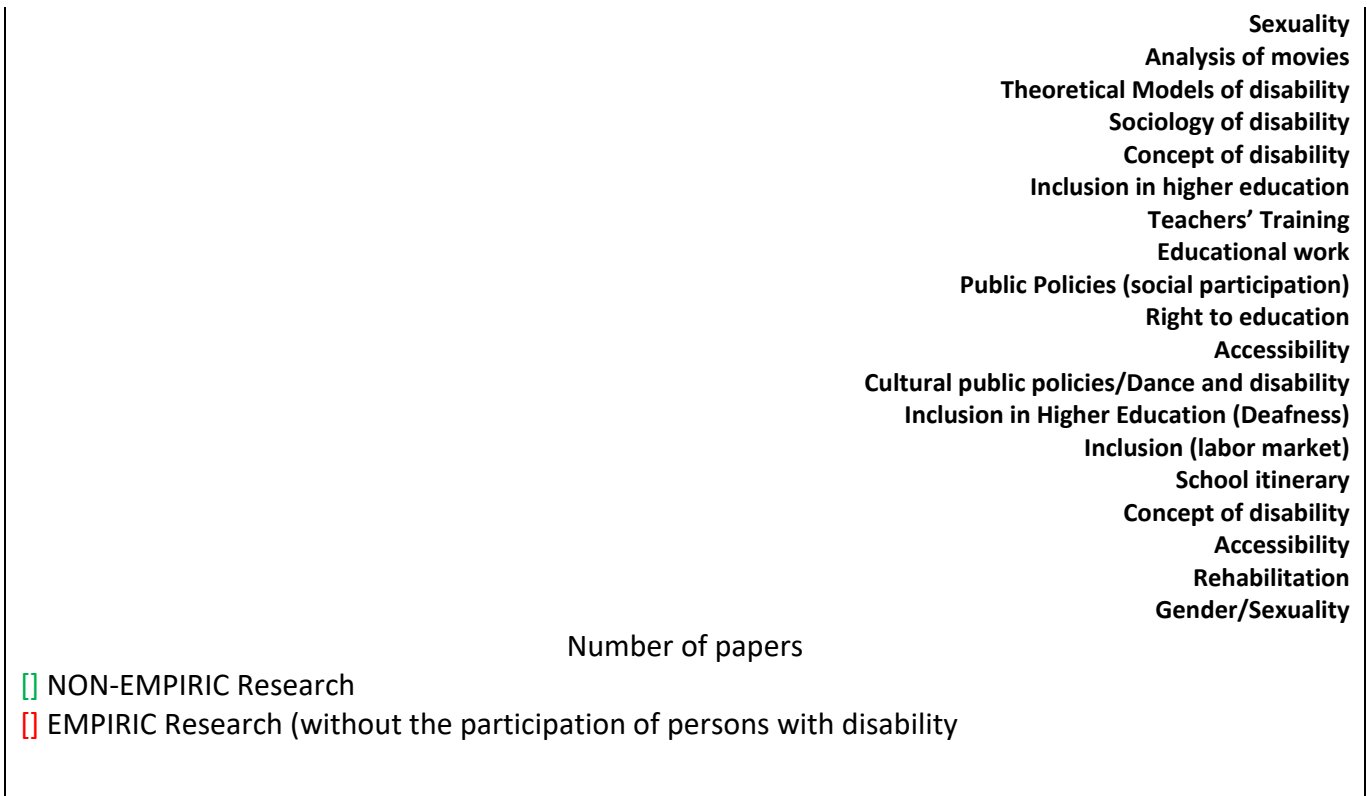 Sexuality
Analysis of movies
Theoretical Models of disability
Sociology of disability
Concept of disability
Inclusion in higher education
Teachers’ Training
Educational work
Public Policies (social participation)
Right to education
Accessibility
Cultural public policies/Dance and disability
Inclusion in Higher Education (Deafness)
Inclusion (labor market)
School itinerary
Concept of disability
Accessibility
Rehabilitation
Gender/Sexuality
Number of papers
[] NON-EMPIRIC Research
[] EMPIRIC Research (without the participation of persons with disability